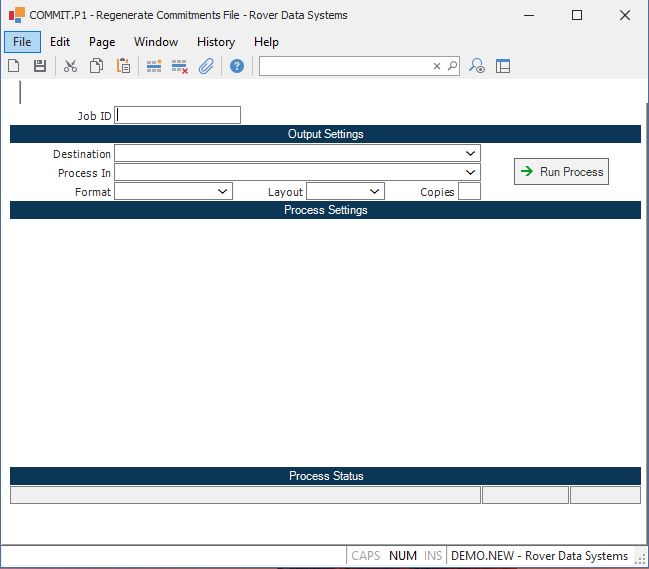 COMMIT.P1 - Regenerate Commitments File - Rover Data Systems
File Edit Page Window History Help
Job ID
Output Settings
Destination
Process In
Run Process
Format Layout Copies
Process Settings
Process Status
CAPS NUM INS DEMO.NEW - Rover Data Systems